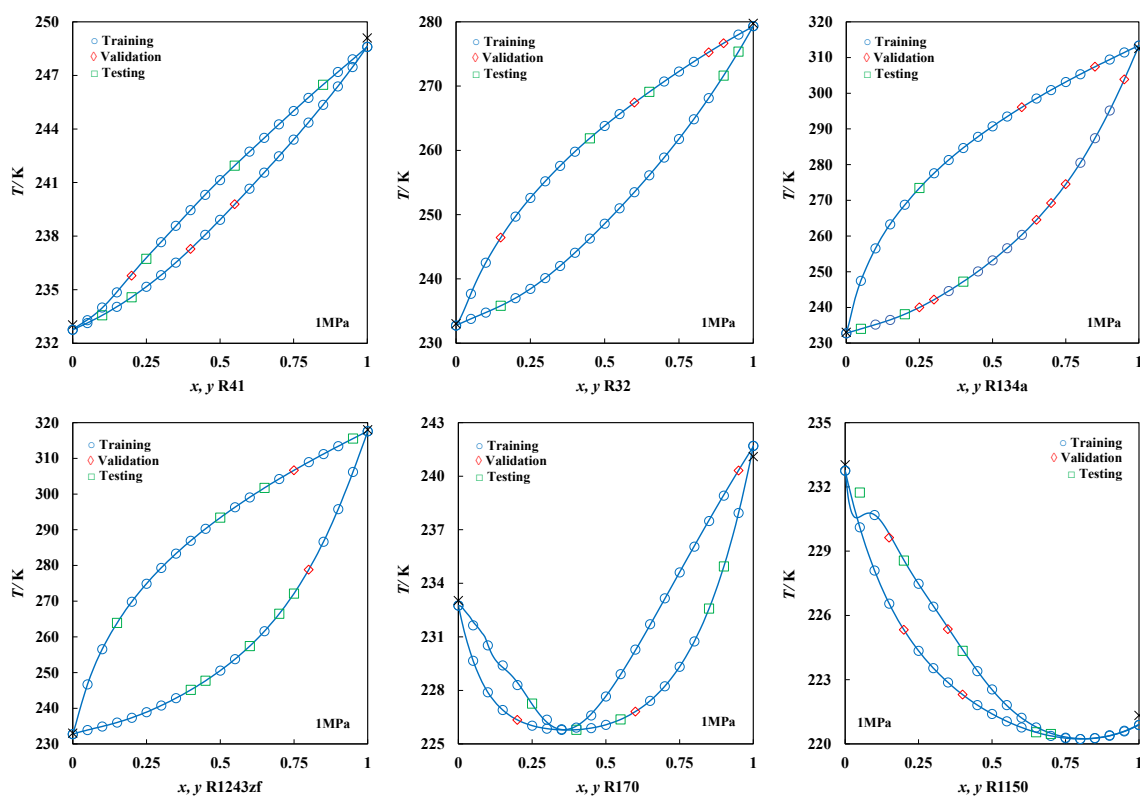 250
247
244
241
238
235
232
T/ K
Training
Validation
Testing
1MPa
0 0.25 0.5 0.75 1
x, y R41
280
270
260
250
240
230
T/ K
Training
Validation
Testing
1MPa
0 0.25 0.5 0.75 1
x, y R32
320
310
300
290
280
270
260
250
240
230
T/ K
Training
Validation
Testing
1MPa
0 0.25 0.5 0.75 1
x, y R134a
320
310
300
290
280
270
260
250
240
230
T/ K
Training
Validation
Testing
1MPa
0 0.25 0.5 0.75 1
x, y R1243zf
243
240
237
234
231
228
225
T/ K
Training
Validation
Testing
1MPa
0 0.25 0.5 0.75 1
x, y R170
235
232
229
226
223
220
T/ K
Training
Validation
Testing
1MPa
0 0.25 0.5 0.75 1
x, y R1150